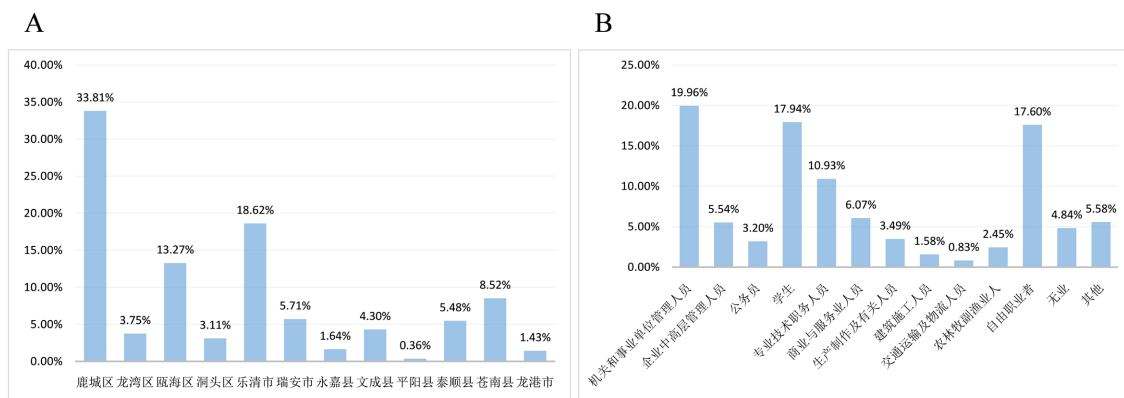 A
40.00%
35.00%
30.00%
25.00%
20.00%
15.00%
10.00%
5.00%
0.00%
33.81%
3.75%
13.27%
3.11%
18.62%
5.71%
1.64%
4.30%
0.36%
5.48%
8.52%
1.43%
鹿城区 龙湾区 瓯海区 洞头区 乐清市 瑞安市 永嘉县 文成县 平阳县 泰顺县 苍南县 龙港市
B
25.00%
20.00%
15.00%
10.00%
5.00%
0.00%
19.96%
5.54%
3.20%
17.94%
10.93%
6.07%
3.49%
1.58%
0.83%
2.45%
17.60%
4.84%
5.58%
机关和事业单位管理人员
企业中高层管理人员
公务员
学生
专业技术职务人员
商业与服务业人员
生产制作及有关人员
建筑施工人员
交通运输及物流人员
农林牧副渔业人
自由职业者
无业
其他